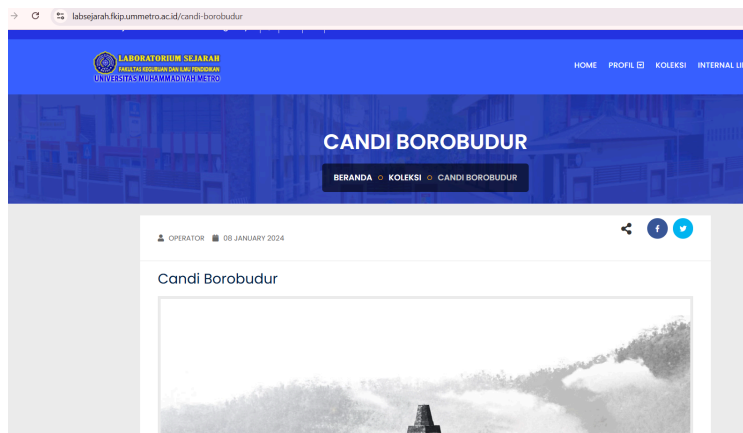 labsejarah.fkip.ummetro.ac.id/candi-borobudur
LABORATORIUM SEJARAH
FAKULTAS KEGURUAN DAN ILMU PENDIDIKAN
UNIVERSITAS MUHAMMADIYAH METRO
HOME PROFIL KOLEKSI INTERNAL LI
CANDI BOROBUDUR
BERANDA KOLEKSI CANDI BOROBUDUR
OPERATOR 08 JANUARY 2024
Candi Borobudur